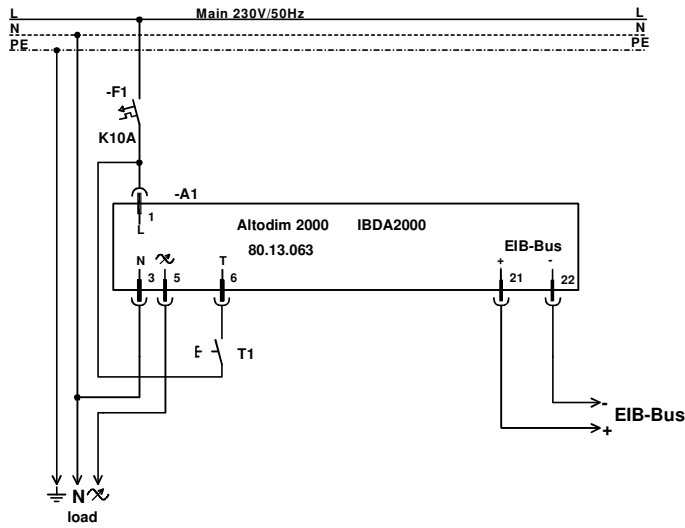 L Main 230V/50Hz L
N N
PE PE
-F1
K10A
-A1
1
L
Altodim 2000 IBDA2000
80.13.063
EIB-Bus
N T + -
3 5 6 21 22
T1
-
EIB-Bus
+
N
load